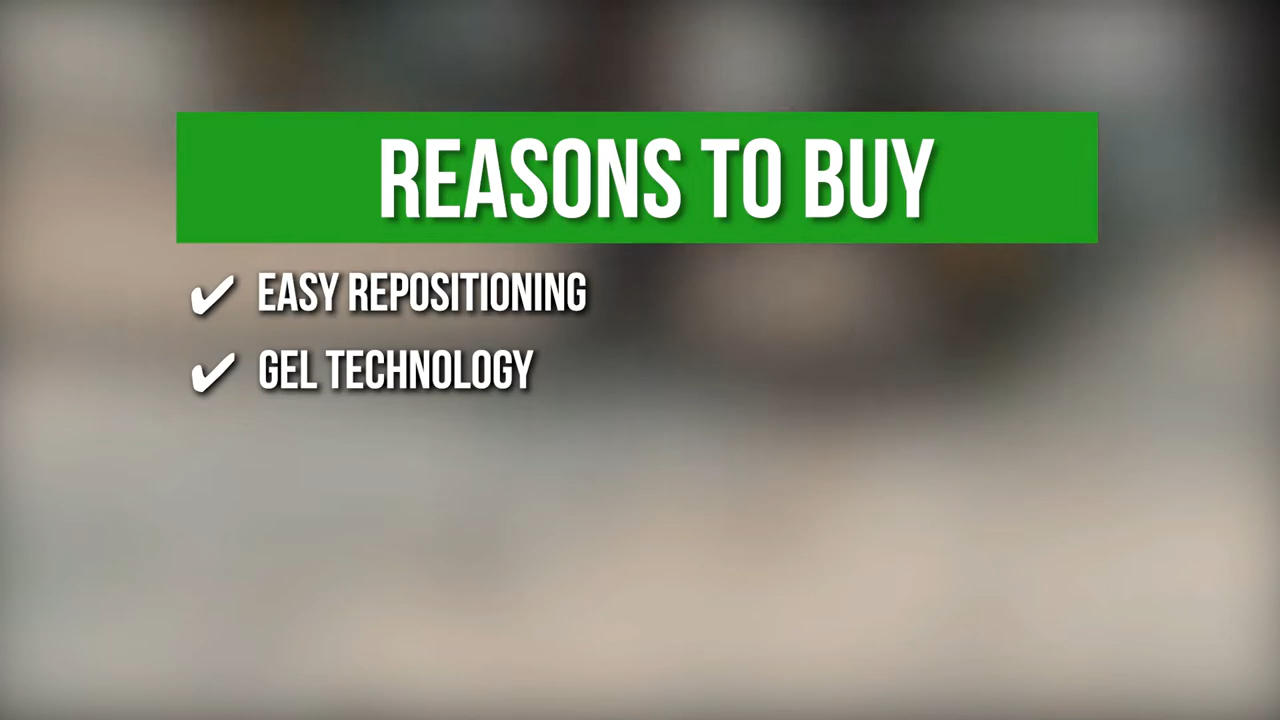 REASONS TO BUY
✔ EASY REPOSITIONING
✔ GEL TECHNOLOGY